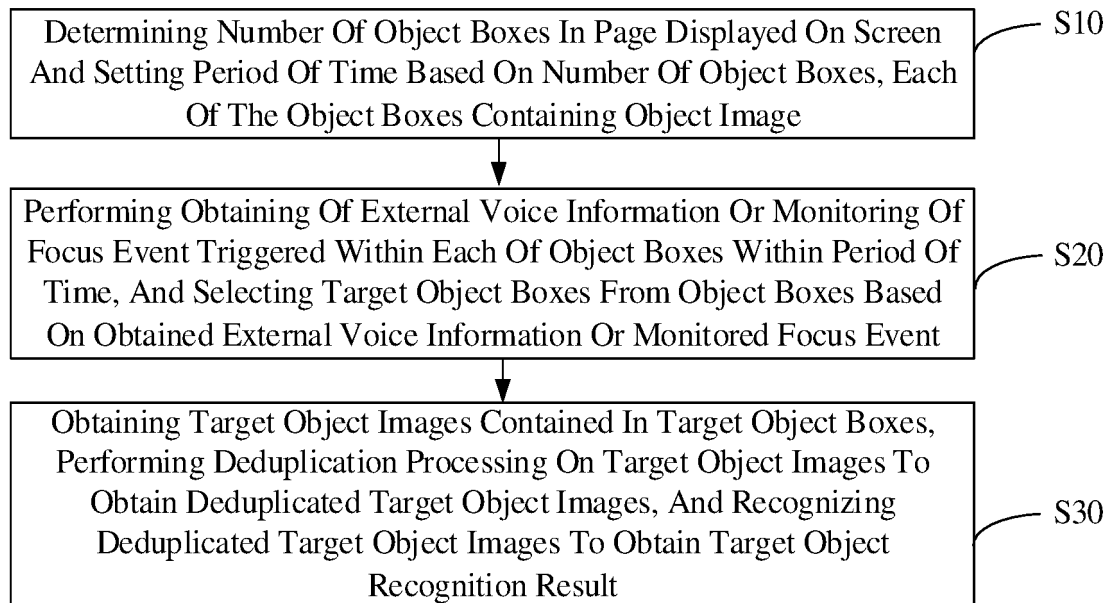 Determining Number Of Object Boxes In Page Displayed On Screen
And Setting Period Of Time Based On Number Of Object Boxes, Each
Of The Object Boxes Containing Object Image
S10
Performing Obtaining Of External Voice Information Or Monitoring Of
Focus Event Triggered Within Each Of Object Boxes Within Period Of
Time, And Selecting Target Object Boxes From Object Boxes Based
On Obtained External Voice Information Or Monitored Focus Event
S20
Obtaining Target Object Images Contained In Target Object Boxes,
Performing Deduplication Processing On Target Object Images To
Obtain Deduplicated Target Object Images, And Recognizing
Deduplicated Target Object Images To Obtain Target Object
Recognition Result
S30